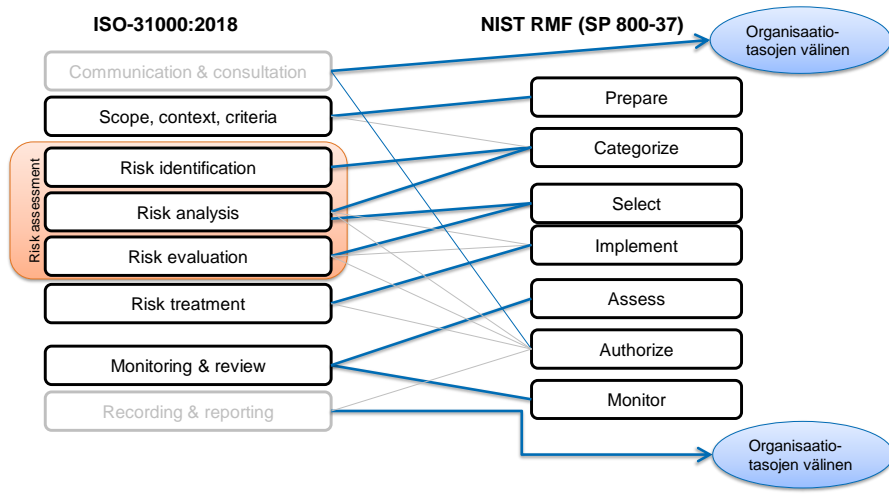 ISO-31000:2018
NIST RMF (SP 800-37)
Organisaatio-
tasojen välinen
Communication & consultation
Scope, context, criteria
Risk assessment
Risk identification
Risk analysis
Risk evaluation
Risk treatment
Monitoring & review
Recording & reporting
Prepare
Categorize
Select
Implement
Assess
Authorize
Monitor
Organisaatio-
tasojen välinen